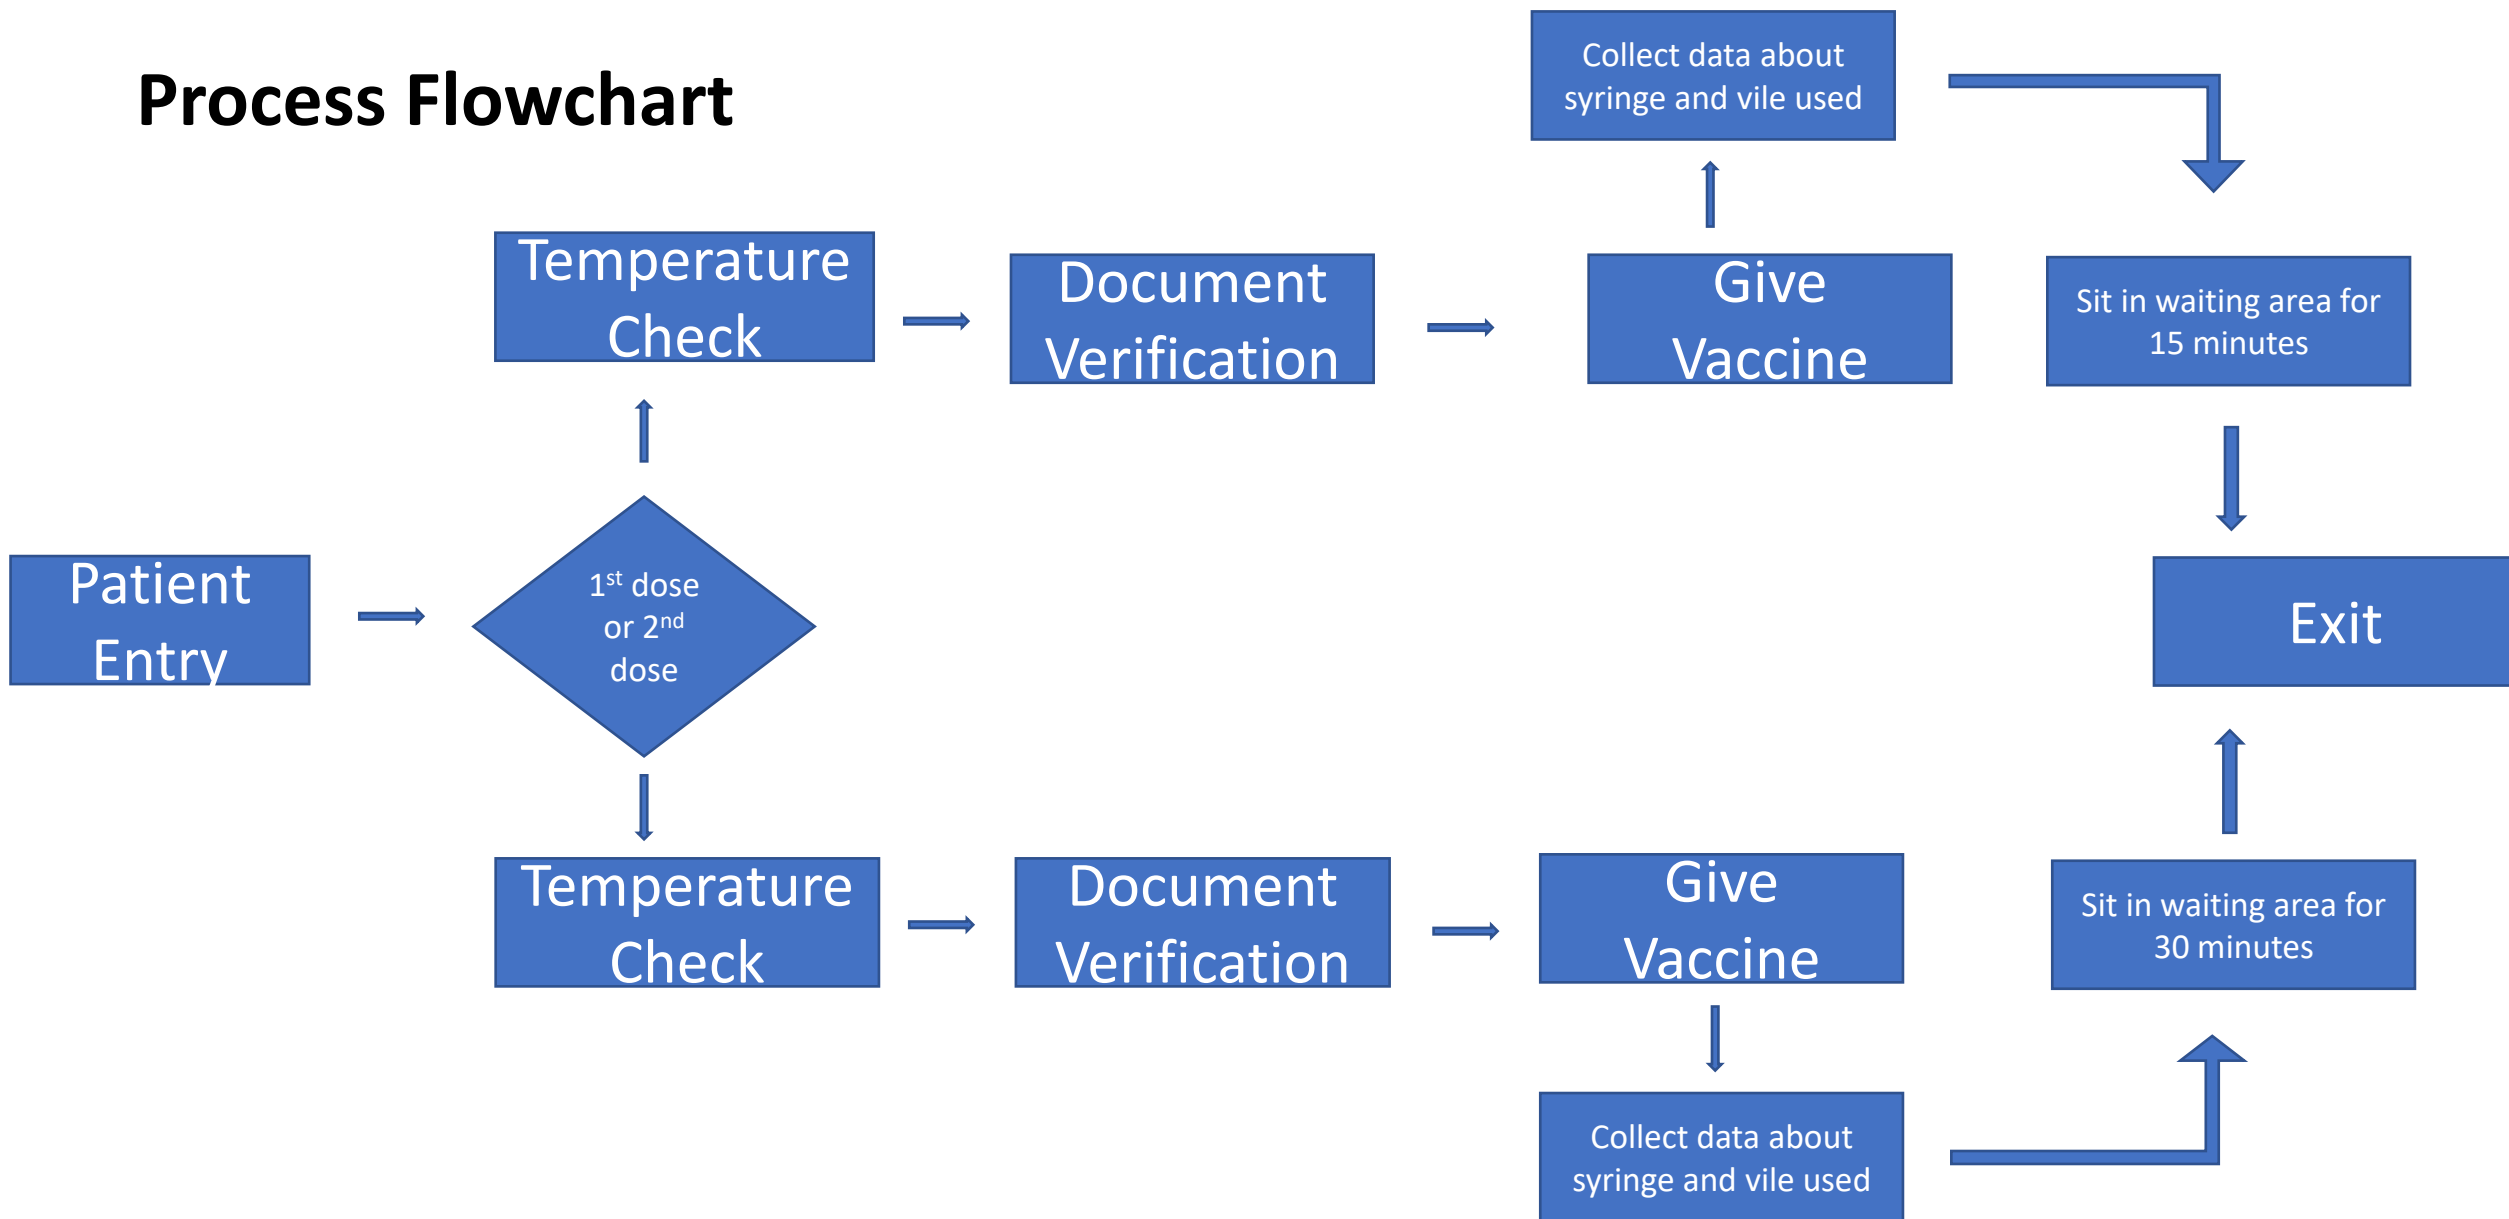 Process Flowchart
Collect data about
syringe and vile used
Temperature
Check
Document
Verification
Give
Vaccine
Sit in waiting area for
15 minutes
Patient
Entry
1st dose
or 2nd
dose
Exit
Temperature
Check
Document
Verification
Give
Vaccine
Sit in waiting area for
30 minutes
Collect data about
syringe and vile used